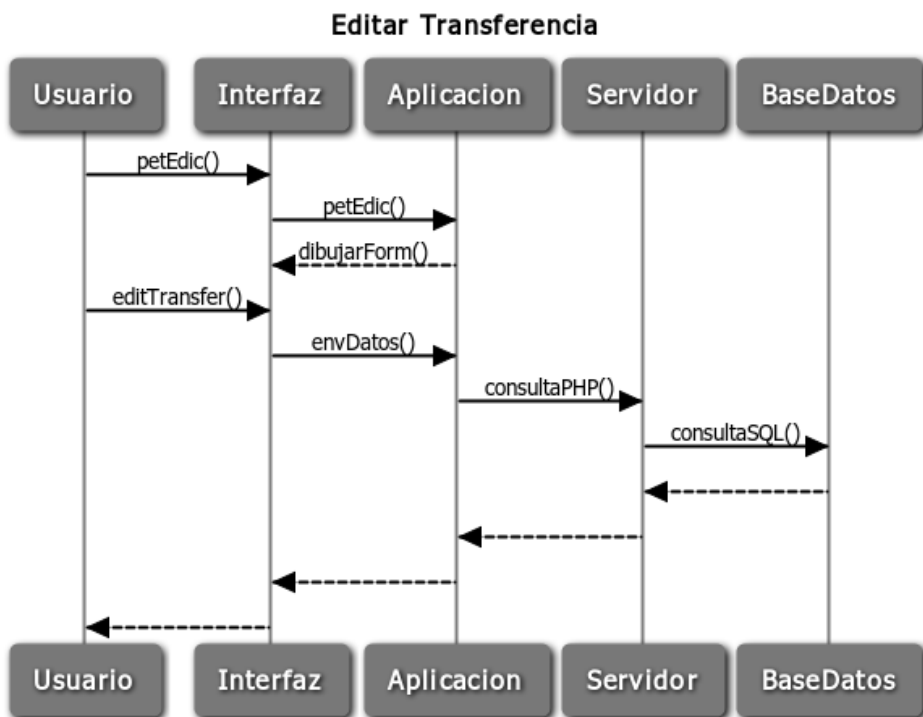 Editar Transferencia
Usuario Interfaz Aplicacion Servidor BaseDatos
petEdic()
petEdic()
dibujarForm()
editTransfer()
envDatos()
consultaPHP()
consultaSQL()
Usuario Interfaz Aplicacion Servidor BaseDatos